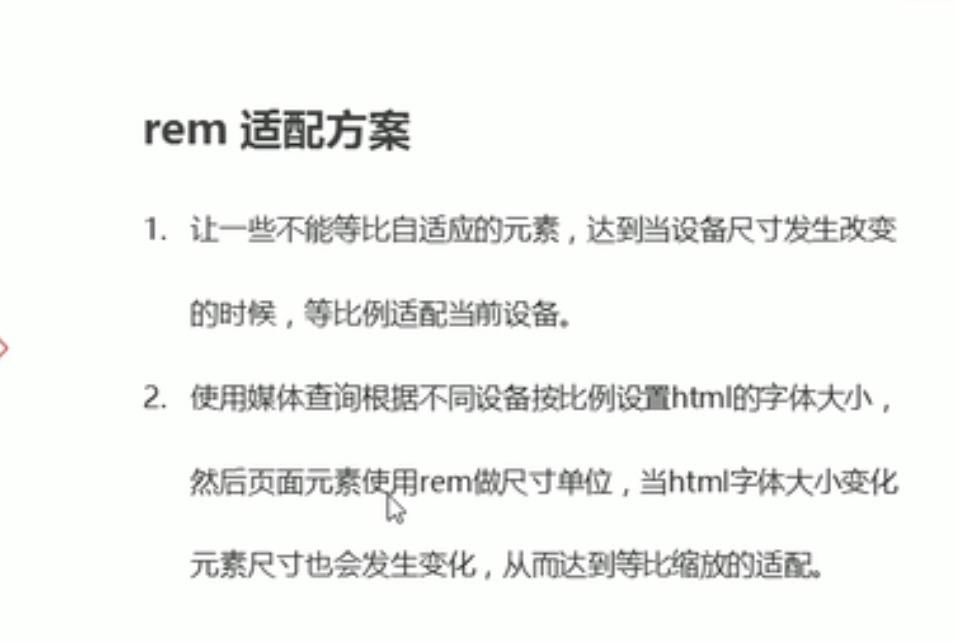 rem 适配方案
1. 让一些不能等比自适应的元素，达到当设备尺寸发生改变
的时候，等比例适配当前设备。
2. 使用媒体查询根据不同设备按比例设置html的字体大小，
然后页面元素使用rem做尺寸单位，当html字体大小变化
元素尺寸也会发生变化，从而达到等比缩放的适配。